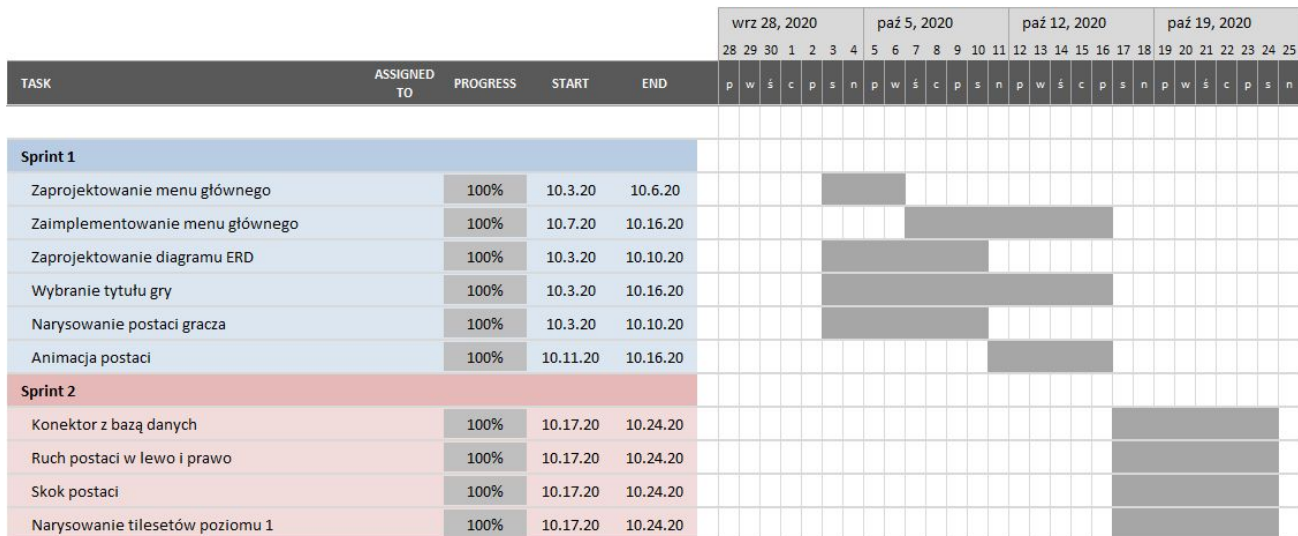 wrz 28, 2020 paź 5, 2020 paź 12, 2020 paź 19, 2020
28 29 30 1 2 3 4 5 6 7 8 9 10 11 12 13 14 15 16 17 18 19 20 21 22 23 24 25
TASK ASSIGNED TO PROGRESS START END p w ś c p s n p w ś c p s n p w ś c p s n p w ś c p s n
Sprint 1
Zaprojektowanie menu głównego 100% 10.3.20 10.6.20
Zaimplementowanie menu głównego 100% 10.7.20 10.16.20
Zaprojektowanie diagramu ERD 100% 10.3.20 10.10.20
Wybranie tytułu gry 100% 10.3.20 10.16.20
Narysowanie postaci gracza 100% 10.3.20 10.10.20
Animacja postaci 100% 10.11.20 10.16.20
Sprint 2
Konektor z bazą danych 100% 10.17.20 10.24.20
Ruch postaci w lewo i prawo 100% 10.17.20 10.24.20
Skok postaci 100% 10.17.20 10.24.20
Narysowanie tilesetów poziomu 1 100% 10.17.20 10.24.20